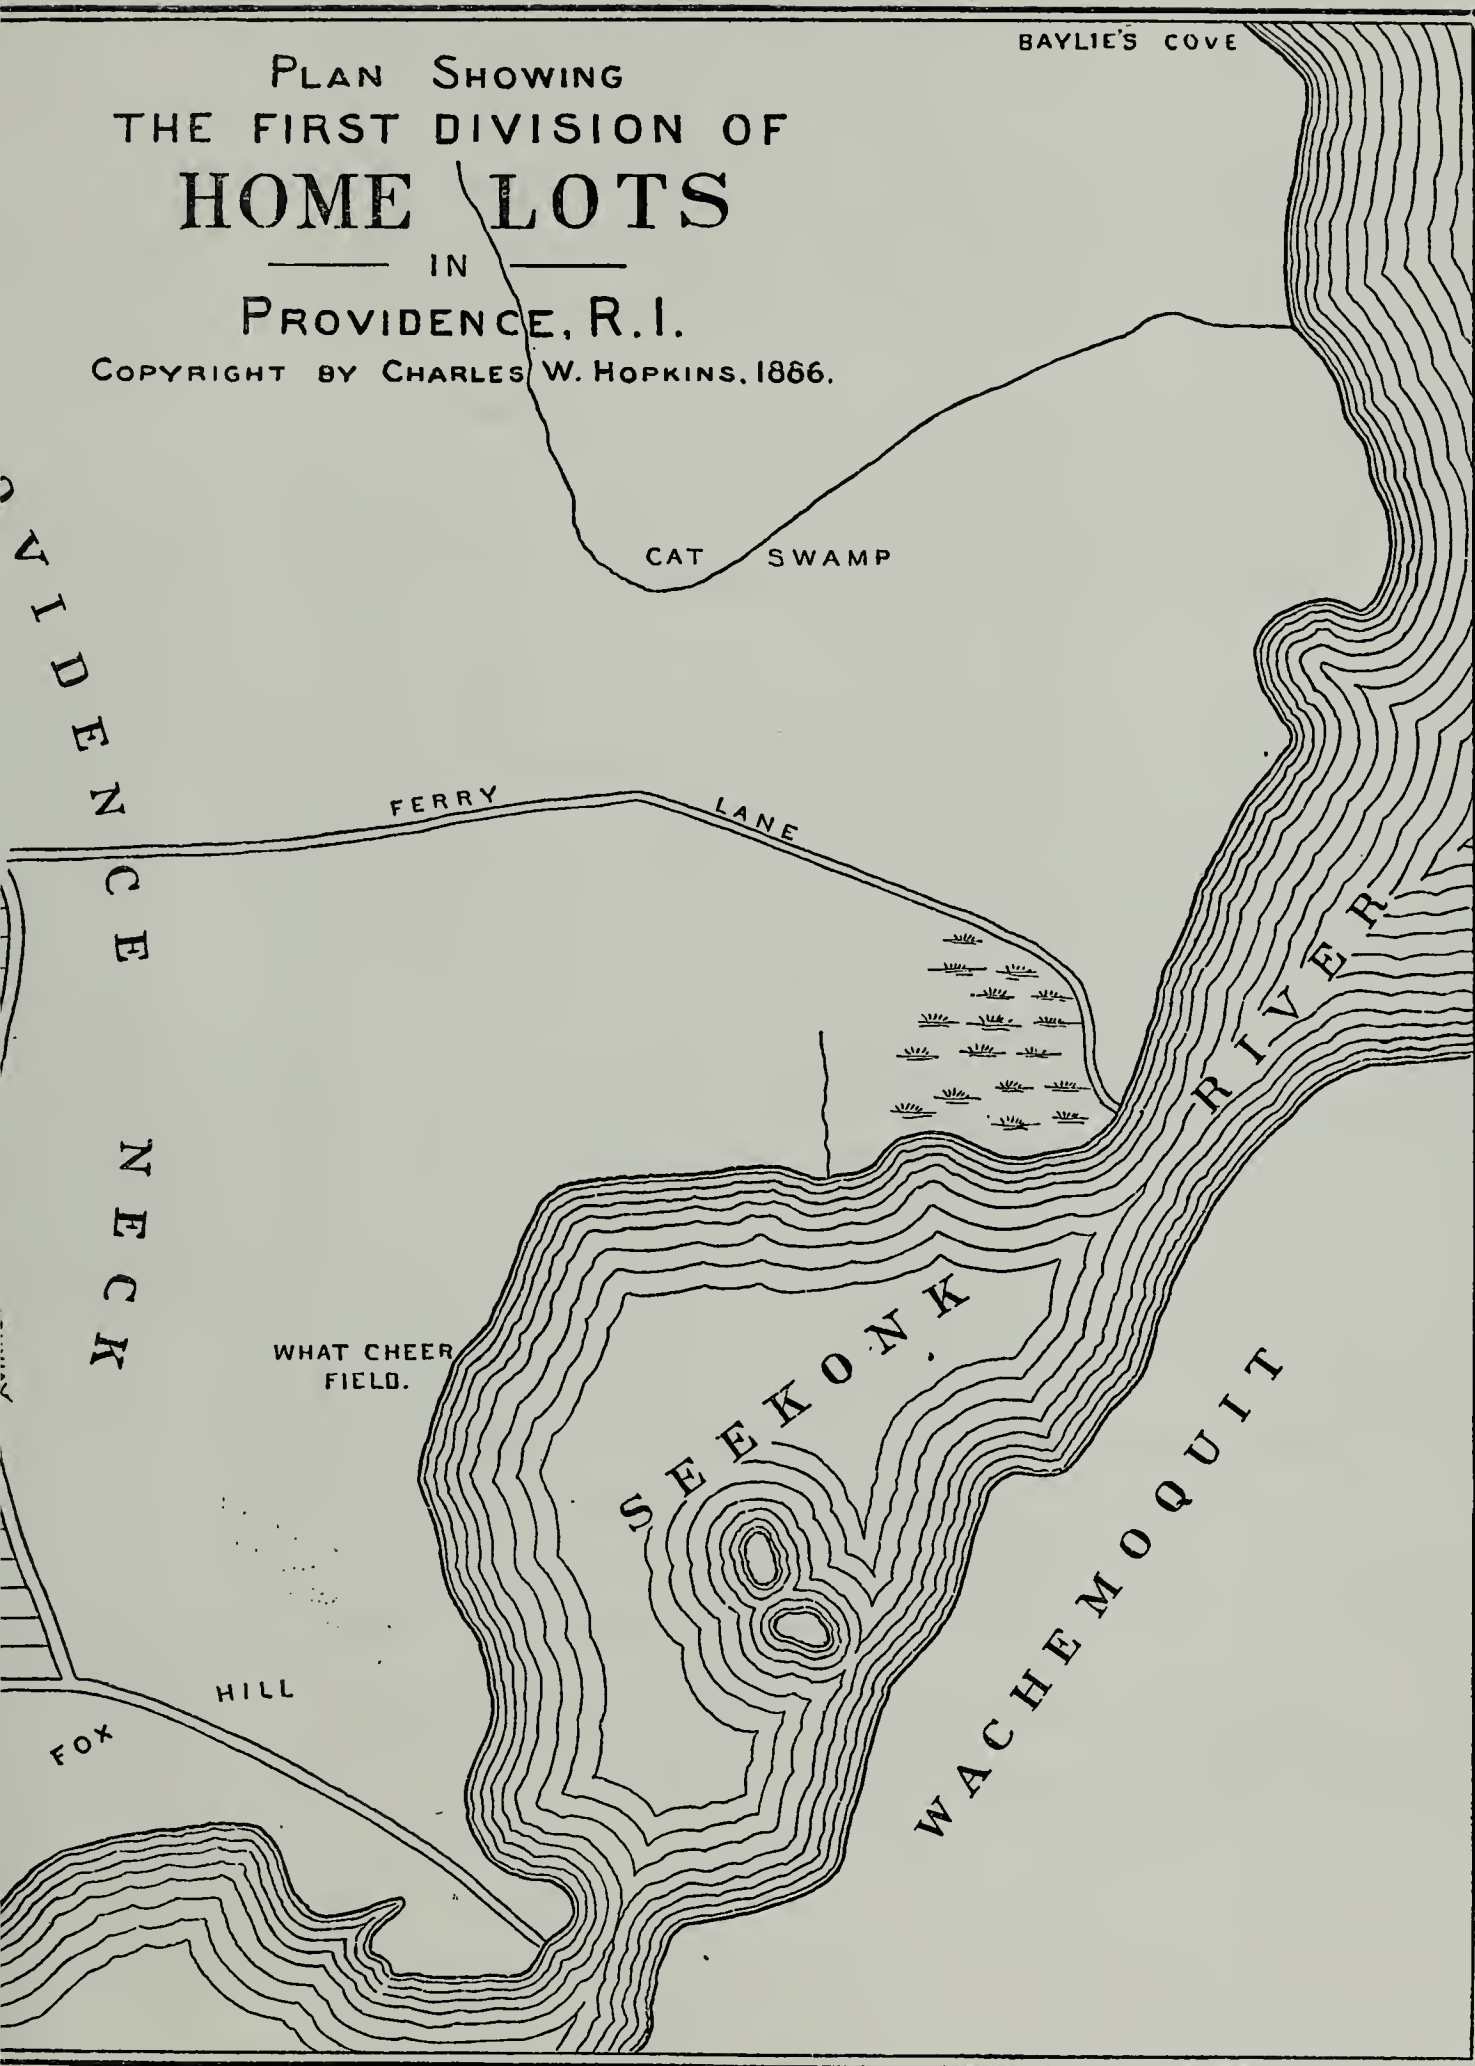 BAYLIE'S COVE
PLAN SHOWING
THE FIRST DIVISION OF
HOME LOTS
IN
PROVIDENCE, R.I.
COPYRIGHT BY CHARLES W. HOPKINS, 1886.
CAT SWAMP
OVIDENCE NECK
FERRY LANE
SEEKONK RIVER
WHAT CHEER
FIELD.
WACHEMOQUIT
FOX HILL